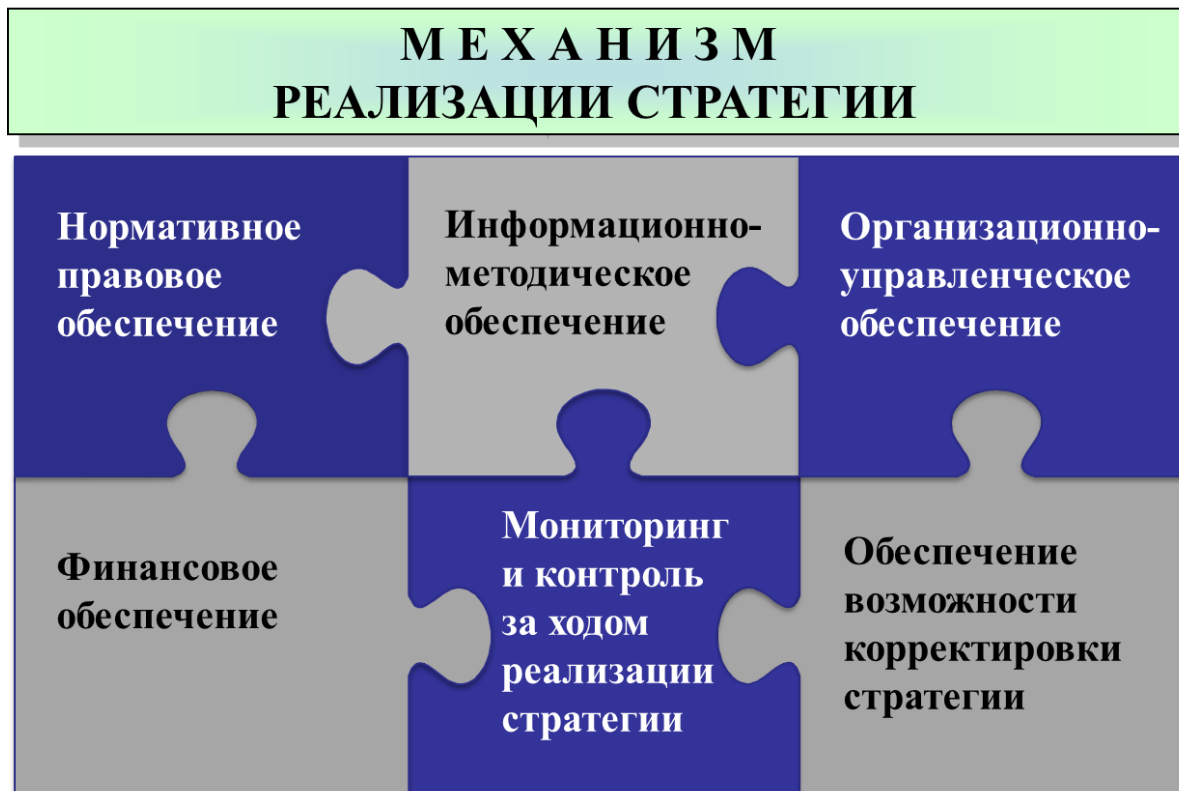 М Е Х А Н И З М
РЕАЛИЗАЦИИ СТРАТЕГИИ
Нормативное
правовое
обеспечение
Информационно-
методическое
обеспечение
Организационно-
управленческое
обеспечение
Финансовое
обеспечение
Мониторинг
и контроль
за ходом
реализации
стратегии
Обеспечение
возможности
корректировки
стратегии